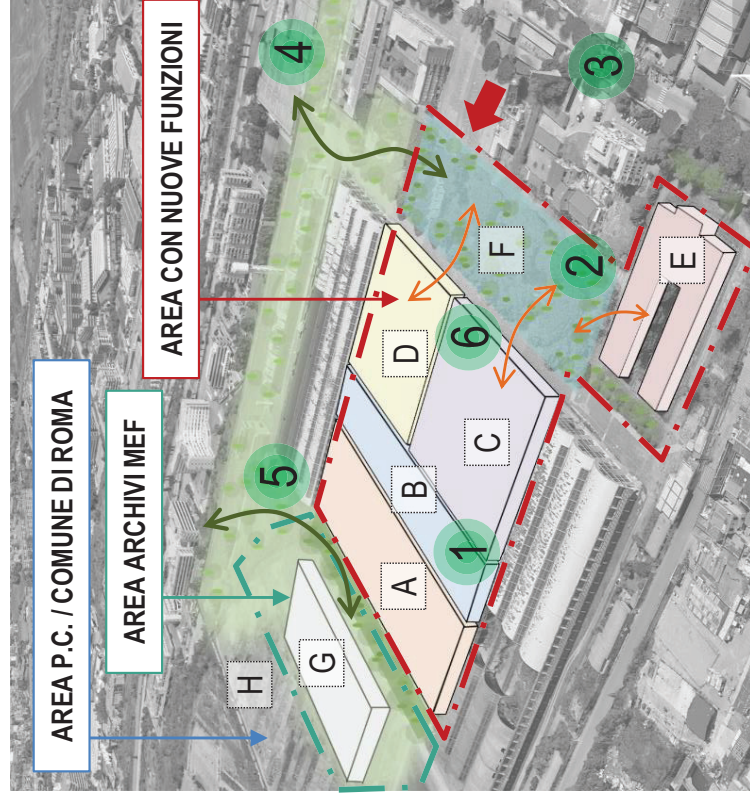 AREA P.C. / COMUNE DI ROMA
AREA ARCHIVI MEF
AREA CON NUOVE FUNZIONI
H
G
5
A
B
1
D
C
6
4
F
2
3
E